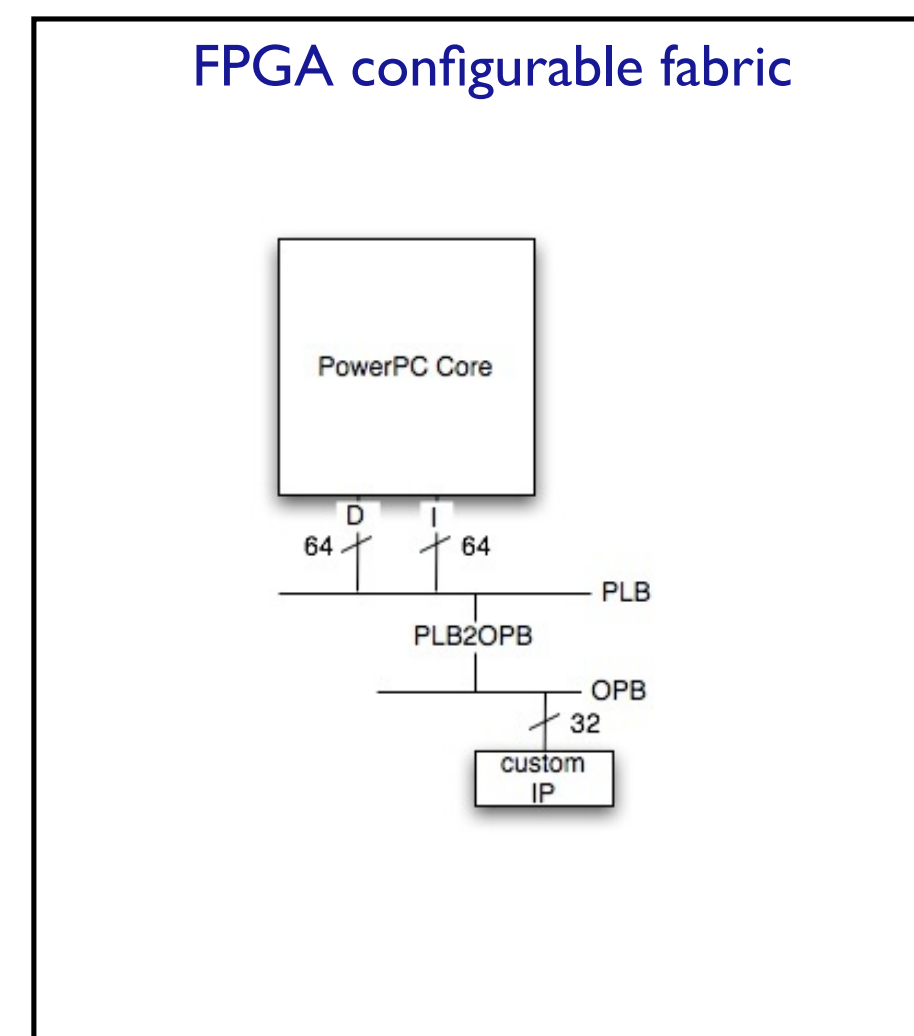 FPGA configurable fabric
PowerPC Core
D I
64 64
PLB
PLB2OPB
OPB
32
custom
IP